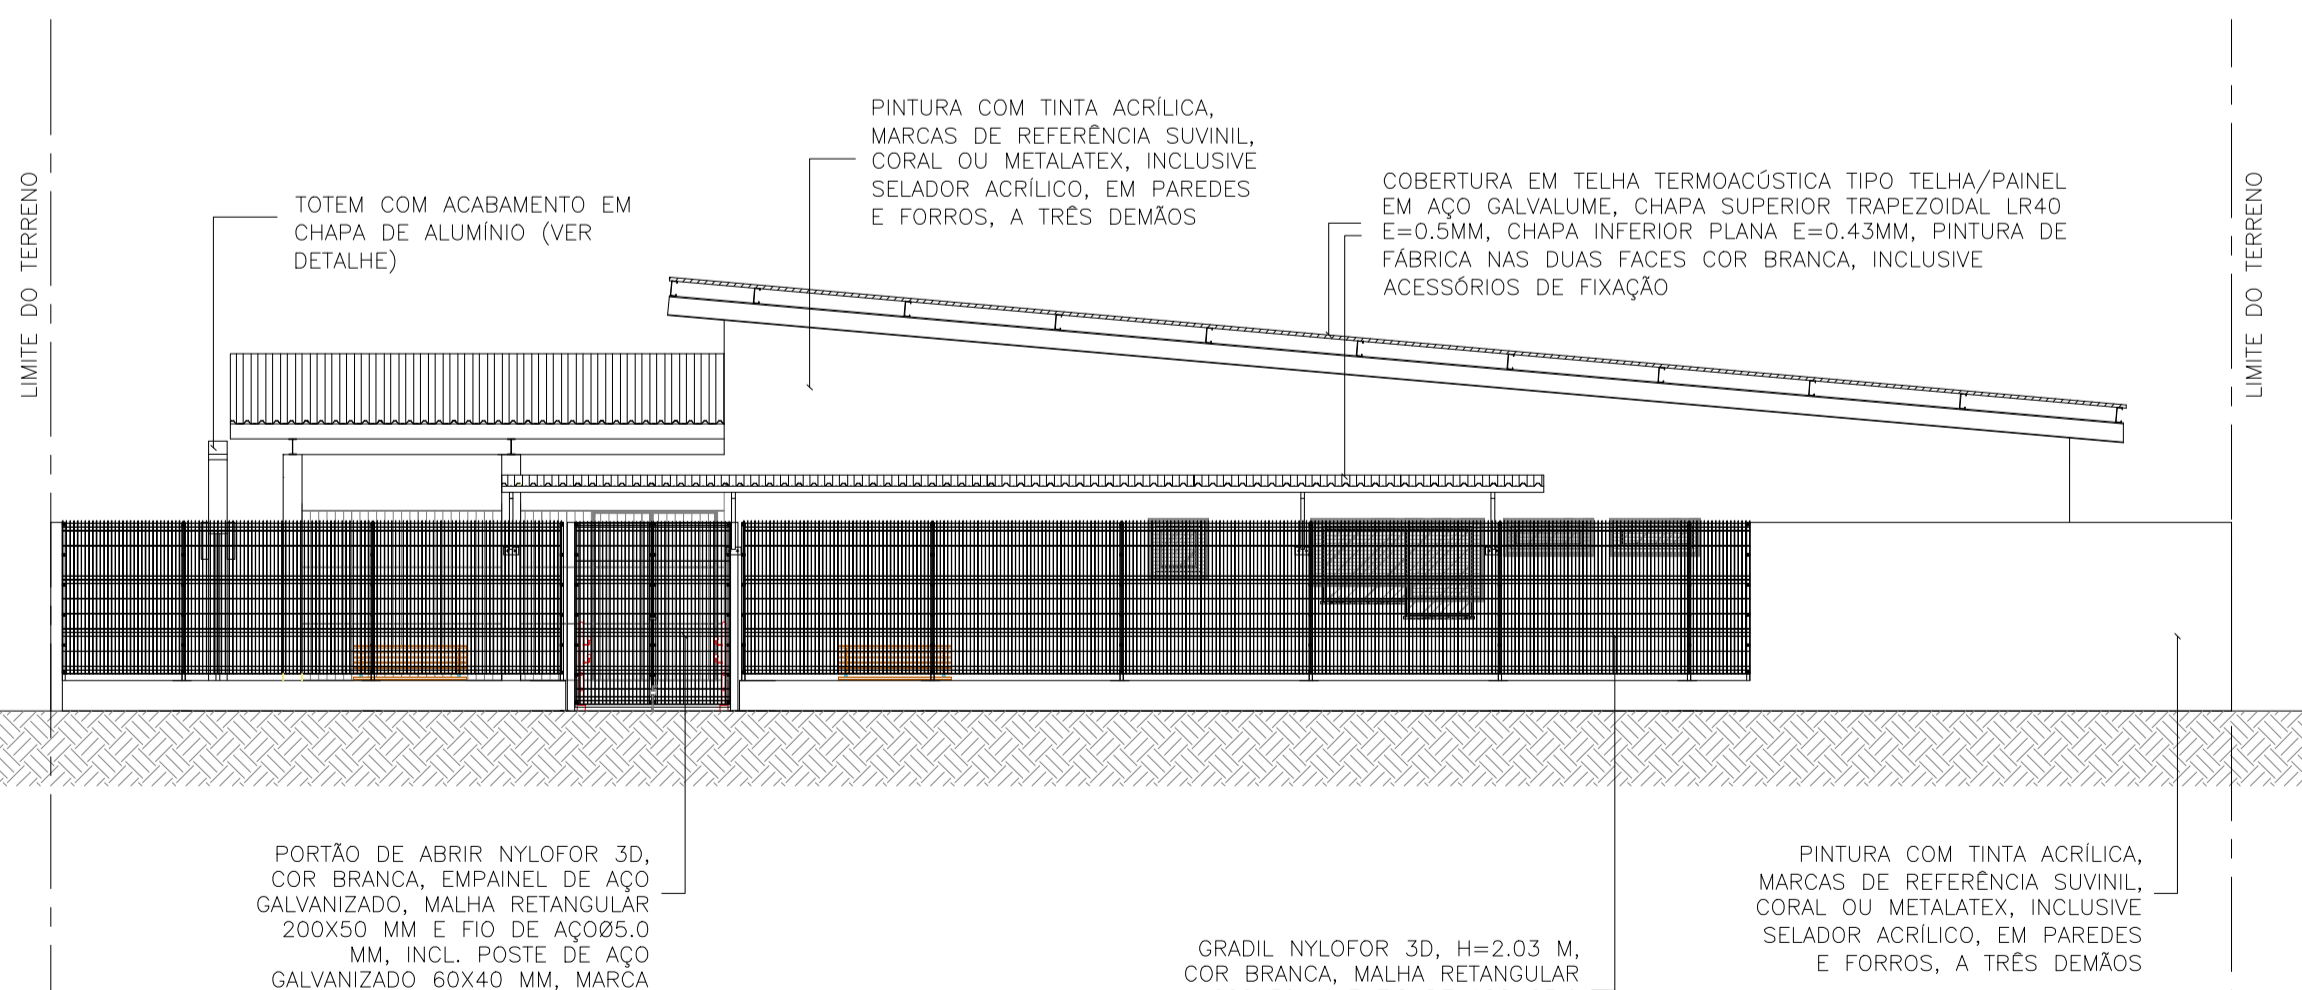 LIMITE DO TERRENO
TOTEM COM ACABAMENTO EM
CHAPA DE ALUMÍNIO (VER
DETALHE)
PINTURA COM TINTA ACRÍLICA,
MARCAS DE REFERÊNCIA SUVINIL,
CORAL OU METALATEX, INCLUSIVE
SELADOR ACRÍLICO, EM PAREDES
E FORROS, A TRÊS DEMÃOS
COBERTURA EM TELHA TERMOACÚSTICA TIPO TELHA/PAINEL
EM AÇO GALVALUME, CHAPA SUPERIOR TRAPEZOIDAL LR40
E=0.5MM, CHAPA INFERIOR PLANA E=0.43MM, PINTURA DE
FÁBRICA NAS DUAS FACES COR BRANCA, INCLUSIVE
ACESSÓRIOS DE FIXAÇÃO
LIMITE DO TERRENO
PORTÃO DE ABRIR NYLOFOR 3D,
COR BRANCA, EMPAINEL DE AÇO
GALVANIZADO, MALHA RETANGULAR
200X50 MM E FIO DE AÇOØ5.0
MM, INCL. POSTE DE AÇO
GALVANIZADO 60X40 MM, MARCA
GRADIL NYLOFOR 3D, H=2.03 M,
COR BRANCA, MALHA RETANGULAR
PINTURA COM TINTA ACRÍLICA,
MARCAS DE REFERÊNCIA SUVINIL,
CORAL OU METALATEX, INCLUSIVE
SELADOR ACRÍLICO, EM PAREDES
E FORROS, A TRÊS DEMÃOS